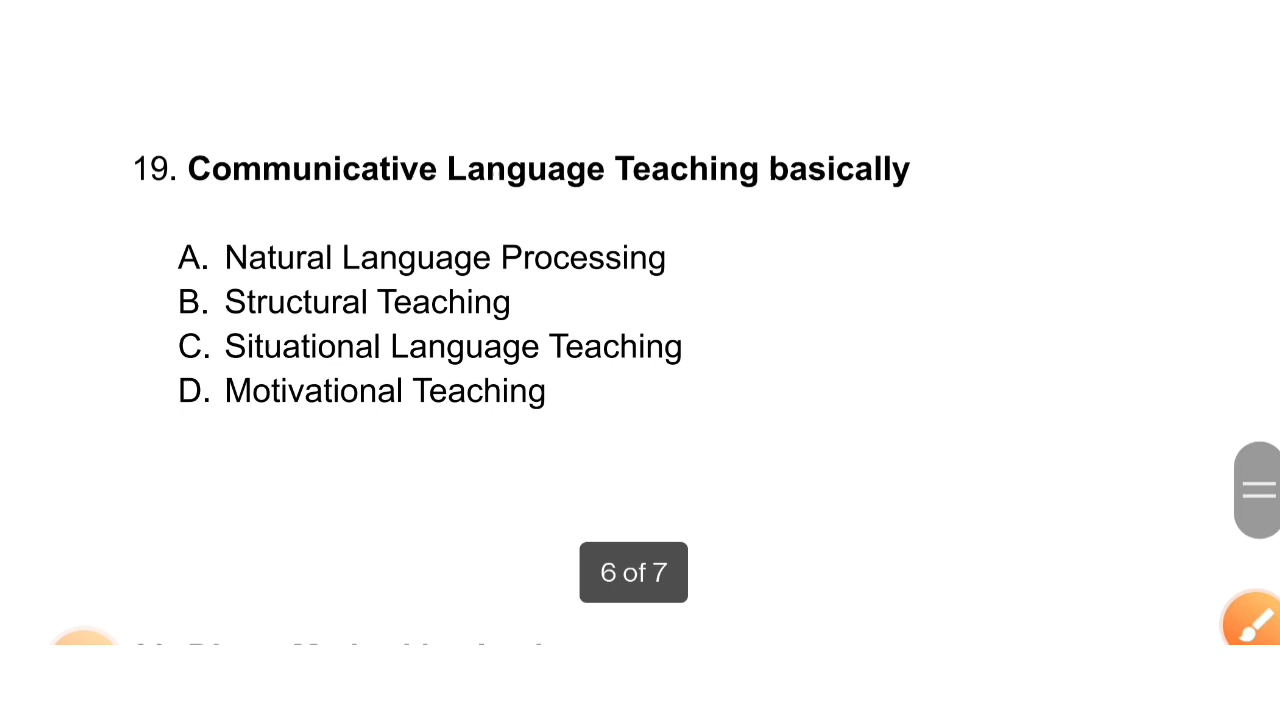 19. Communicative Language Teaching basically
A. Natural Language Processing
B. Structural Teaching
C. Situational Language Teaching
D. Motivational Teaching
6 of 7